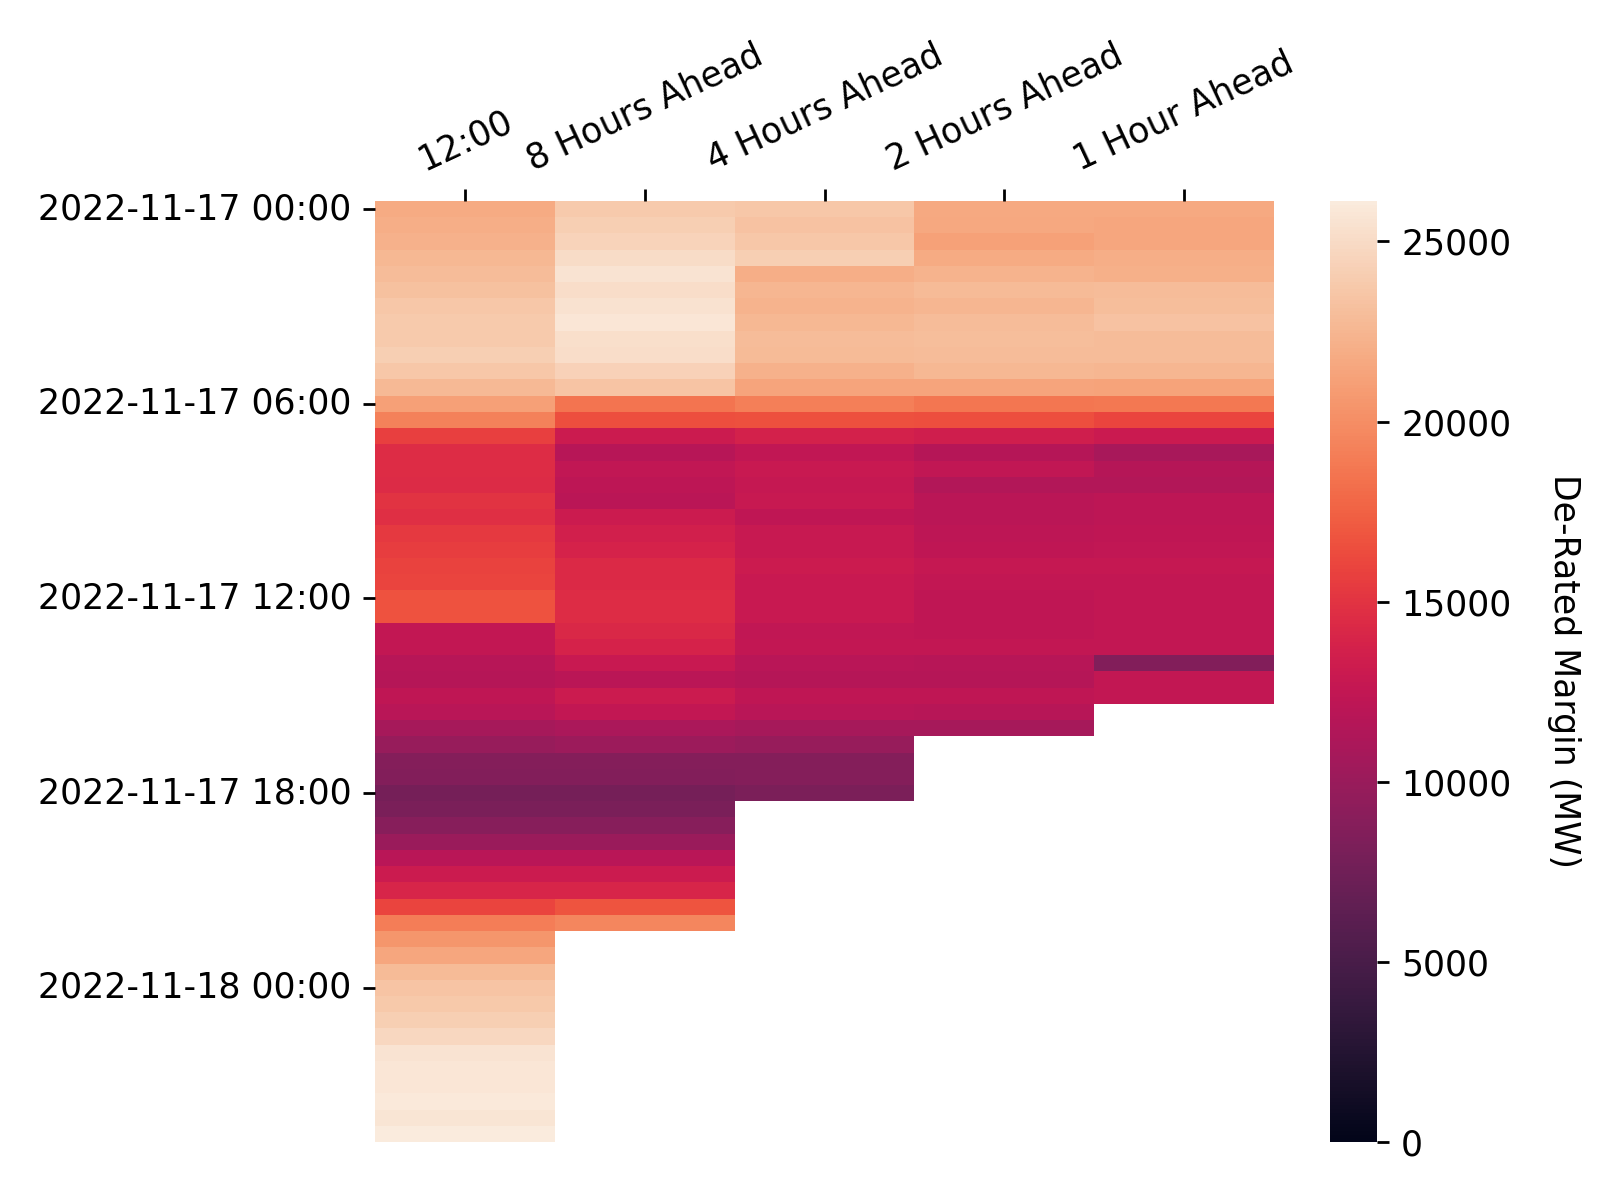 12:00
8 Hours Ahead
4 Hours Ahead
2 Hours Ahead
1 Hour Ahead
2022-11-17 00:00
2022-11-17 06:00
2022-11-17 12:00
2022-11-17 18:00
2022-11-18 00:00
25000
20000
15000
10000
5000
0
De-Rated Margin (MW)